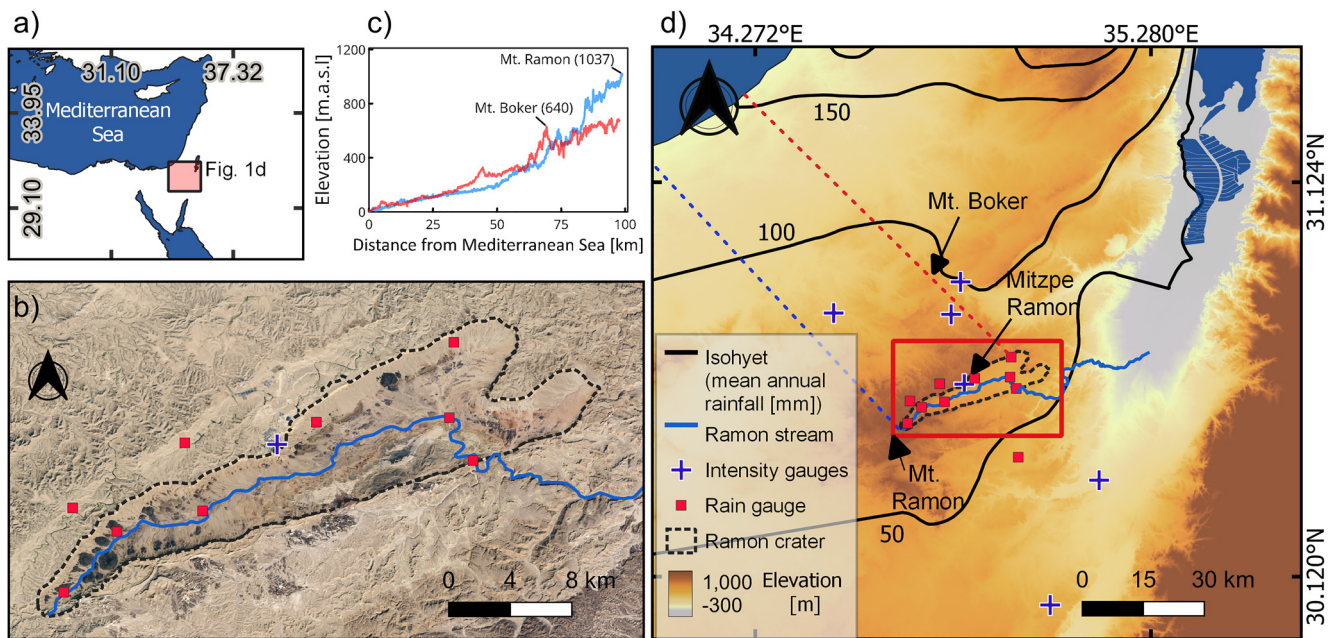 a)
31.10
37.32
33.95
29.10
Mediterranean
Sea
Fig. 1d
c)
Elevation [m.a.s.l]
1200
800
400
0
0
25
50
75
100
Mt. Ramon (1037)
Mt. Boker (640)
Distance from Mediterranean Sea [km]
b)
0 4 8 km
d)
34.272°E
35.280°E
31.124°N
30.120°N
150
100
50
Mt. Boker
Mitzpe
Ramon
Mt.
Ramon
Isohyet
(mean annual
rainfall [mm])
Ramon stream
Intensity gauges
Rain gauge
Ramon crater
1,000
-300
Elevation
[m]
0 15 30 km